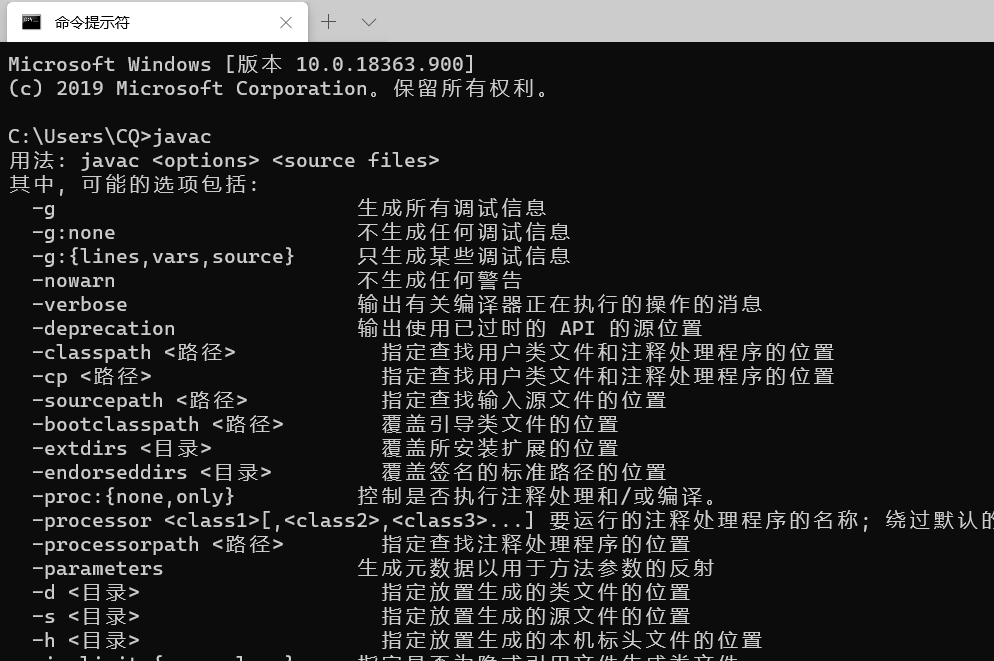 命令提示符
Microsoft Windows [版本 10.0.18363.900]
(c) 2019 Microsoft Corporation。保留所有权利。
C:\Users\CQ>javac
用法: javac <options> <source files>
其中, 可能的选项包括:
-g 生成所有调试信息
-g:none 不生成任何调试信息
-g:{lines,vars,source} 只生成某些调试信息
-nowarn 不生成任何警告
-verbose 输出有关编译器正在执行的操作的消息
-deprecation 输出使用已过时的 API 的源位置
-classpath <路径> 指定查找用户类文件和注释处理程序的位置
-cp <路径> 指定查找用户类文件和注释处理程序的位置
-sourcepath <路径> 指定查找输入源文件的位置
-bootclasspath <路径> 覆盖引导类文件的位置
-extdirs <目录> 覆盖所安装扩展的位置
-endorseddirs <目录> 覆盖签名的标准路径的位置
-proc:{none,only} 控制是否执行注释处理和/或编译。
-processor <class1>[,<class2>,<class3>...] 要运行的注释处理程序的名称; 绕过默认的
-processorpath <路径> 指定查找注释处理程序的位置
-parameters 生成元数据以用于方法参数的反射
-d <目录> 指定放置生成的类文件的位置
-s <目录> 指定放置生成的源文件的位置
-h <目录> 指定放置生成的本机标头文件的位置